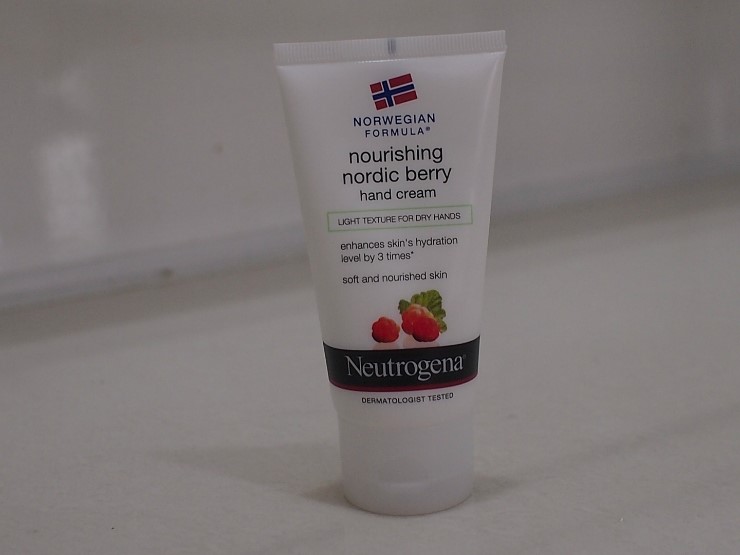 NORWEGIAN
FORMULA®
nourishing
nordic berry
hand cream
LIGHT TEXTURE FOR DRY HANDS
enhances skin's hydration
level by 3 times*
soft and nourished skin
Neutrogena®
DERMATOLOGIST TESTED